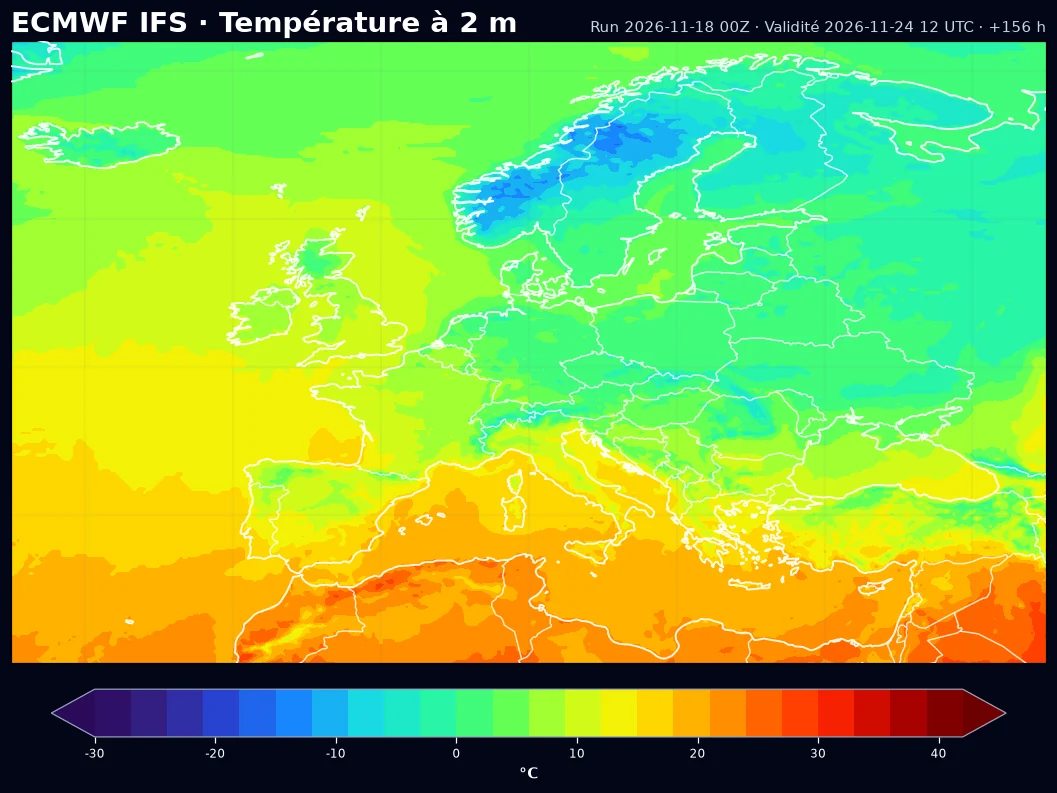 ECMWF IFS · Température à 2 m
Run 2026-11-18 00Z · Validité 2026-11-24 12 UTC · +156 h
-30 -20 -10 0 10 20 30 40
°C